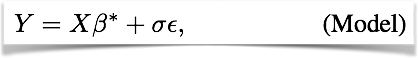 Y = Xβ* + σϵ, (Model)